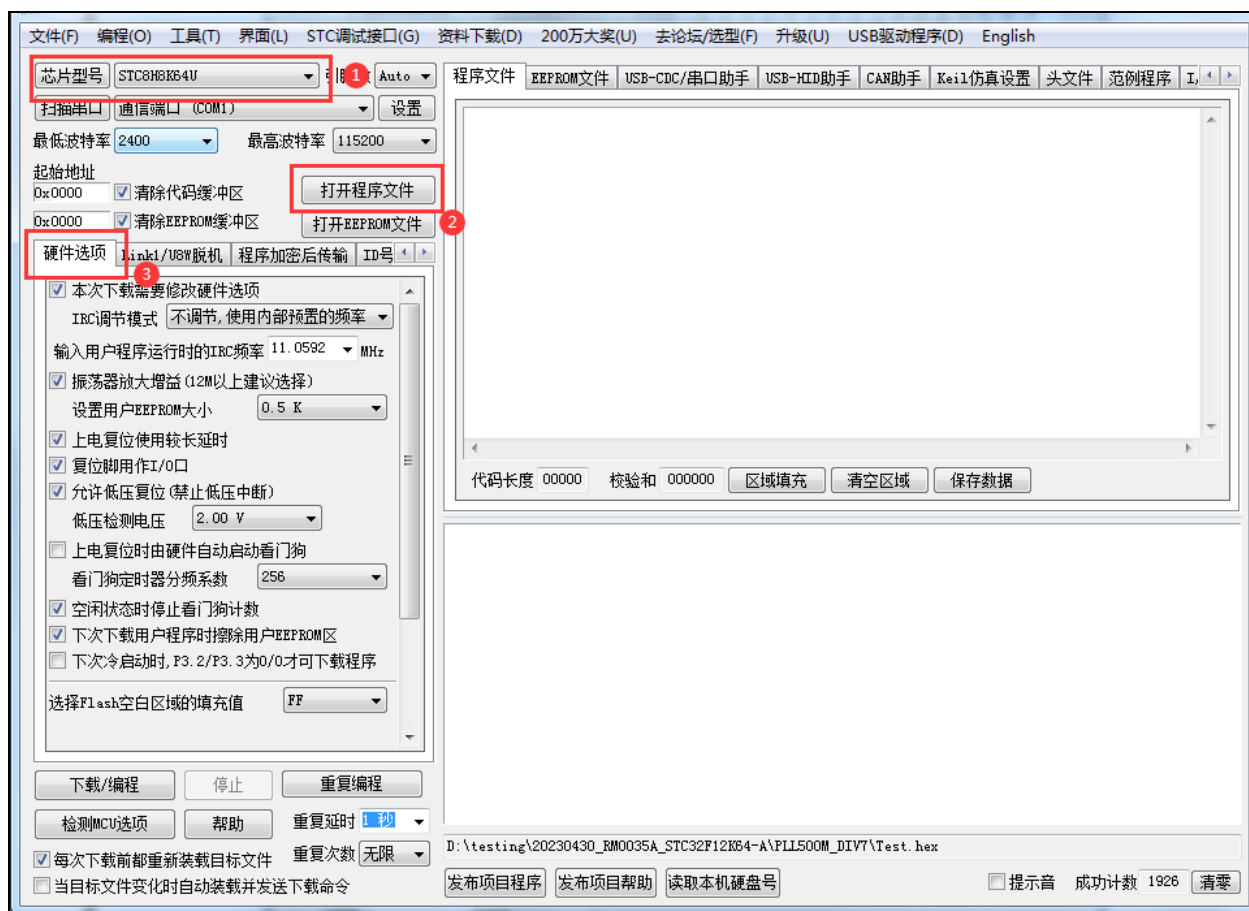 文件(F) 编程(O) 工具(T) 界面(L) STC调试接口(G) 资料下载(D) 200万大奖(U) 去论坛/选型(F) 升级(U) USB驱动程序(D) English
芯片型号 STC8H8K64U 1 Auto
扫描串口 通信端口 (COM1) 设置
最低波特率 2400 最高波特率 115200
起始地址
0x0000 清除代码缓冲区 打开程序文件
0x0000 清除EEPROM缓冲区 打开EEPROM文件 2
硬件选项 Link1/U8W脱机 程序加密后传输 ID号
3
本次下载需要修改硬件选项
IRC调节模式 不调节,使用内部预置的频率
输入用户程序运行时的IRC频率 11.0592 MHz
振荡器放大增益(12M以上建议选择)
设置用户EEPROM大小 0.5 K
上电复位使用较长延时
复位脚用作I/O口
允许低压复位(禁止低压中断)
低压检测电压 2.00 V
上电复位时由硬件自动启动看门狗
看门狗定时器分频系数 256
空闲状态时停止看门狗计数
下次下载用户程序时擦除用户EEPROM区
下次冷启动时,P3.2/P3.3为0/0才可下载程序
选择Flash空白区域的填充值 FF
下载/编程 停止 重复编程
检测MCU选项 帮助 重复延时 1 秒
每次下载前都重新装载目标文件 重复次数 无限
当目标文件变化时自动装载并发送下载命令
程序文件 EEPROM文件 USB-CDC/串口助手 USB-HID助手 CAN助手 Keil仿真设置 头文件 范例程序
代码长度 00000 校验和 000000 区域填充 清空区域 保存数据
D:\testing\20230430_RM0035A_STC32F12K64-A\PLL500M_DIV7\Test.hex
发布项目程序 发布项目帮助 读取本机硬盘号 提示音 成功计数 1926 清零